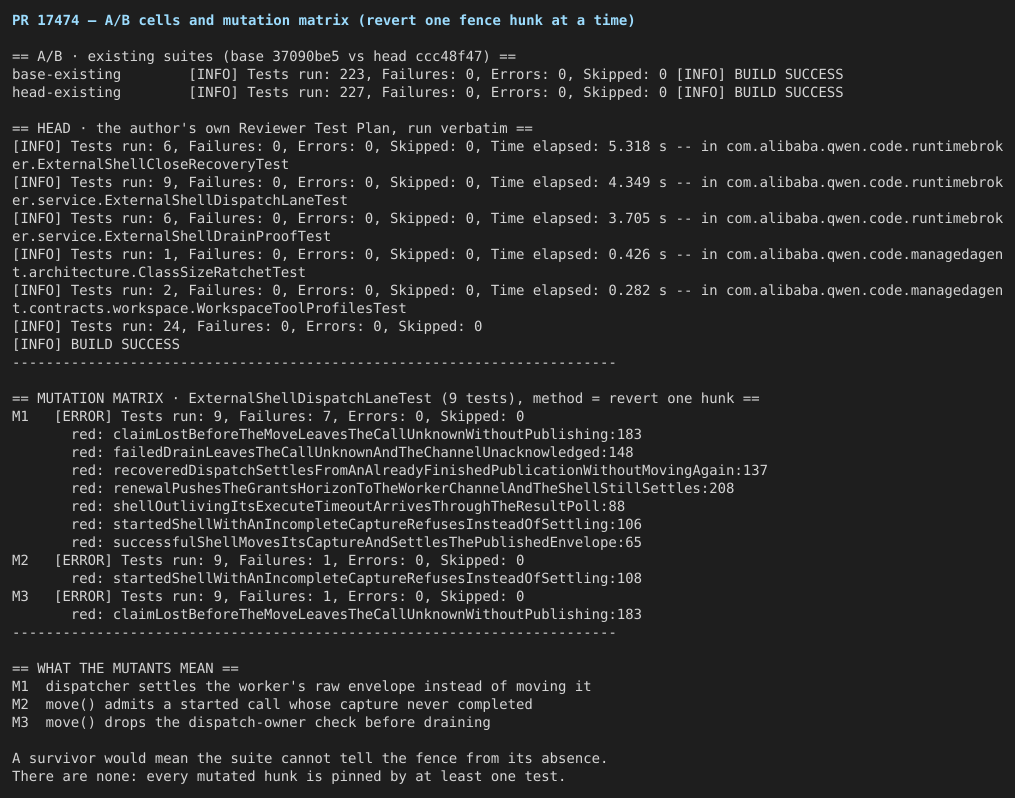 PR 17474 — A/B cells and mutation matrix (revert one fence hunk at a time)
== A/B · existing suites (base 37090be5 vs head ccc48f47) ==
base-existing        [INFO] Tests run: 223, Failures: 0, Errors: 0, Skipped: 0 [INFO] BUILD SUCCESS
head-existing        [INFO] Tests run: 227, Failures: 0, Errors: 0, Skipped: 0 [INFO] BUILD SUCCESS
== HEAD · the author's own Reviewer Test Plan, run verbatim ==
[INFO] Tests run: 6, Failures: 0, Errors: 0, Skipped: 0, Time elapsed: 5.318 s -- in com.alibaba.qwen.code.runtimebrok
er.ExternalShellCloseRecoveryTest
[INFO] Tests run: 9, Failures: 0, Errors: 0, Skipped: 0, Time elapsed: 4.349 s -- in com.alibaba.qwen.code.runtimebrok
er.service.ExternalShellDispatchLaneTest
[INFO] Tests run: 6, Failures: 0, Errors: 0, Skipped: 0, Time elapsed: 3.705 s -- in com.alibaba.qwen.code.runtimebrok
er.service.ExternalShellDrainProofTest
[INFO] Tests run: 1, Failures: 0, Errors: 0, Skipped: 0, Time elapsed: 0.426 s -- in com.alibaba.qwen.code.managedagen
t.architecture.ClassSizeRatchetTest
[INFO] Tests run: 2, Failures: 0, Errors: 0, Skipped: 0, Time elapsed: 0.282 s -- in com.alibaba.qwen.code.managedagen
t.contracts.workspace.WorkspaceToolProfilesTest
[INFO] Tests run: 24, Failures: 0, Errors: 0, Skipped: 0
[INFO] BUILD SUCCESS
------------------------------------------------------------------------
== MUTATION MATRIX · ExternalShellDispatchLaneTest (9 tests), method = revert one hunk ==
M1   [ERROR] Tests run: 9, Failures: 7, Errors: 0, Skipped: 0
       red: claimLostBeforeTheMoveLeavesTheCallUnknownWithoutPublishing:183
       red: failedDrainLeavesTheCallUnknownAndTheChannelUnacknowledged:148
       red: recoveredDispatchSettlesFromAnAlreadyFinishedPublicationWithoutMovingAgain:137
       red: renewalPushesTheGrantsHorizonToTheWorkerChannelAndTheShellStillSettles:208
       red: shellOutlivingItsExecuteTimeoutArrivesThroughTheResultPoll:88
       red: startedShellWithAnIncompleteCaptureRefusesInsteadOfSettling:106
       red: successfulShellMovesItsCaptureAndSettlesThePublishedEnvelope:65
M2   [ERROR] Tests run: 9, Failures: 1, Errors: 0, Skipped: 0
       red: startedShellWithAnIncompleteCaptureRefusesInsteadOfSettling:108
M3   [ERROR] Tests run: 9, Failures: 1, Errors: 0, Skipped: 0
       red: claimLostBeforeTheMoveLeavesTheCallUnknownWithoutPublishing:183
------------------------------------------------------------------------
== WHAT THE MUTANTS MEAN ==
M1  dispatcher settles the worker's raw envelope instead of moving it
M2  move() admits a started call whose capture never completed
M3  move() drops the dispatch-owner check before draining
A survivor would mean the suite cannot tell the fence from its absence.
There are none: every mutated hunk is pinned by at least one test.